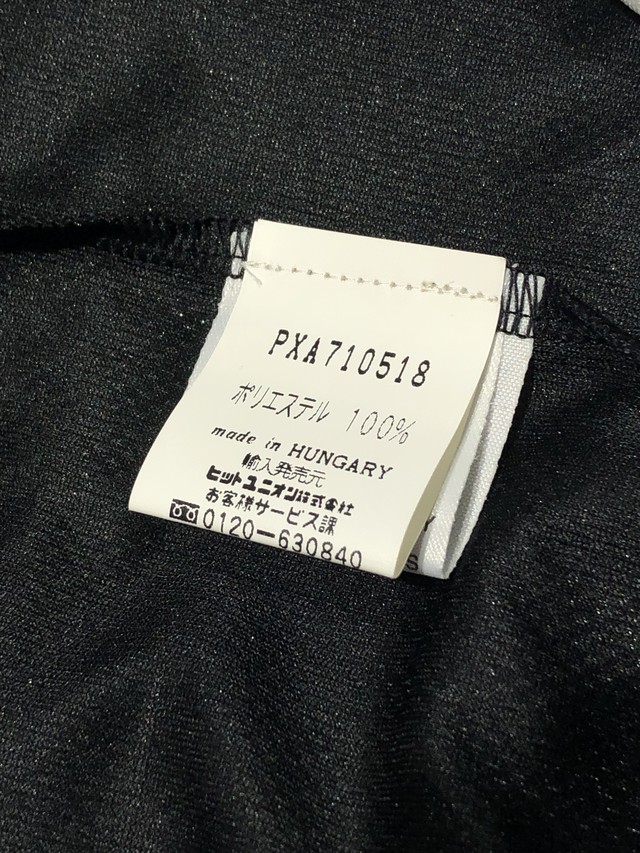 PXA710518
ポリエステル 100%
made in HUNGARY
輸入発売元
ヒットユニオン株式会社
お客様サービス課
0120-630840